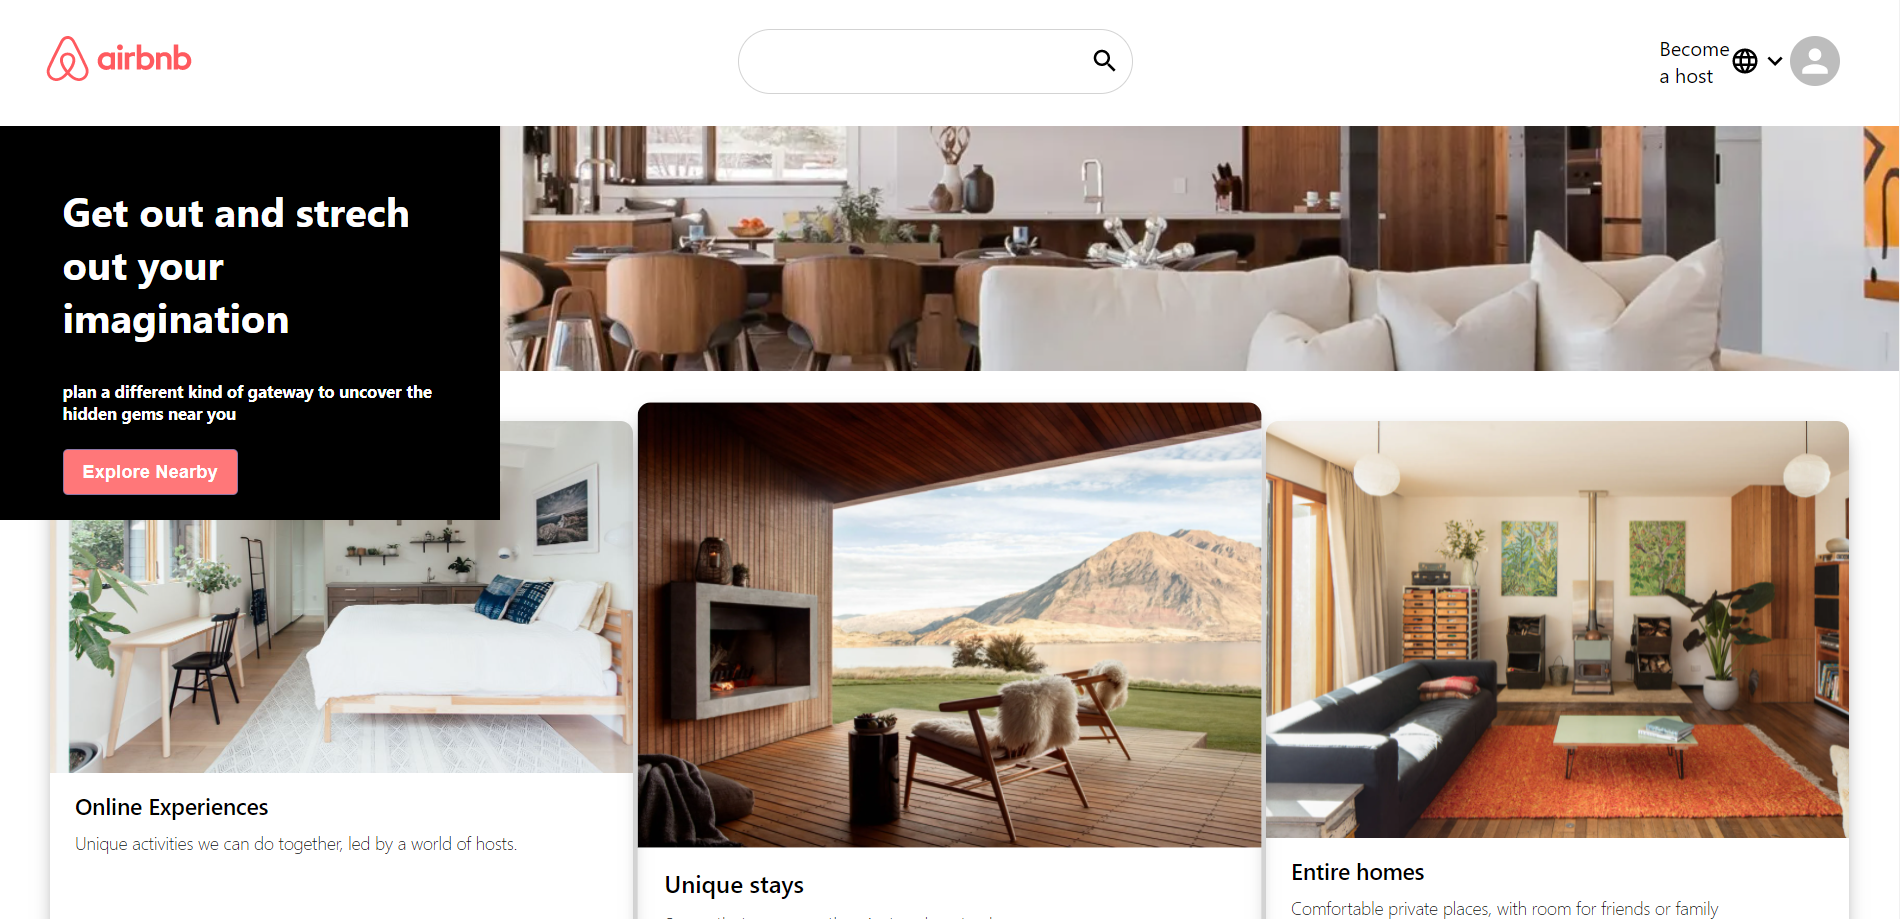 airbnb
Become
a host
Get out and strech
out your
imagination
plan a different kind of gateway to uncover the
hidden gems near you
Explore Nearby
Online Experiences
Unique activities we can do together, led by a world of hosts.
Unique stays
Entire homes
Comfortable private places, with room for friends or family